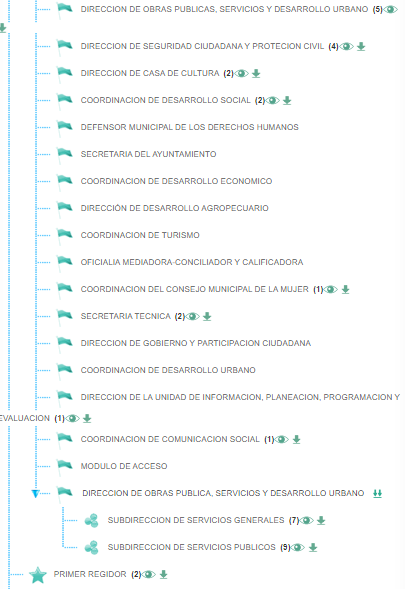 DIRECCION DE OBRAS PUBLICAS, SERVICIOS Y DESARROLLO URBANO (5)
DIRECCION DE SEGURIDAD CIUDADANA Y PROTECION CIVIL (4)
DIRECCION DE CASA DE CULTURA (2)
COORDINACION DE DESARROLLO SOCIAL (2)
DEFENSOR MUNICIPAL DE LOS DERECHOS HUMANOS
SECRETARIA DEL AYUNTAMIENTO
COORDINACION DE DESARROLLO ECONOMICO
DIRECCIÓN DE DESARROLLO AGROPECUARIO
COORDINACION DE TURISMO
OFICIALIA MEDIADORA-CONCILIADOR Y CALIFICADORA
COORDINACION DEL CONSEJO MUNICIPAL DE LA MUJER (1)
SECRETARIA TECNICA (2)
DIRECCION DE GOBIERNO Y PARTICIPACION CIUDADANA
COORDINACION DE DESARROLLO URBANO
DIRECCION DE LA UNIDAD DE INFORMACION, PLANEACION, PROGRAMACION Y
EVALUACION (1)
COORDINACION DE COMUNICACION SOCIAL (1)
MODULO DE ACCESO
DIRECCION DE OBRAS PUBLICA, SERVICIOS Y DESARROLLO URBANO
SUBDIRECCION DE SERVICIOS GENERALES (7)
SUBDIRECCION DE SERVICIOS PUBLICOS (9)
PRIMER REGIDOR (2)